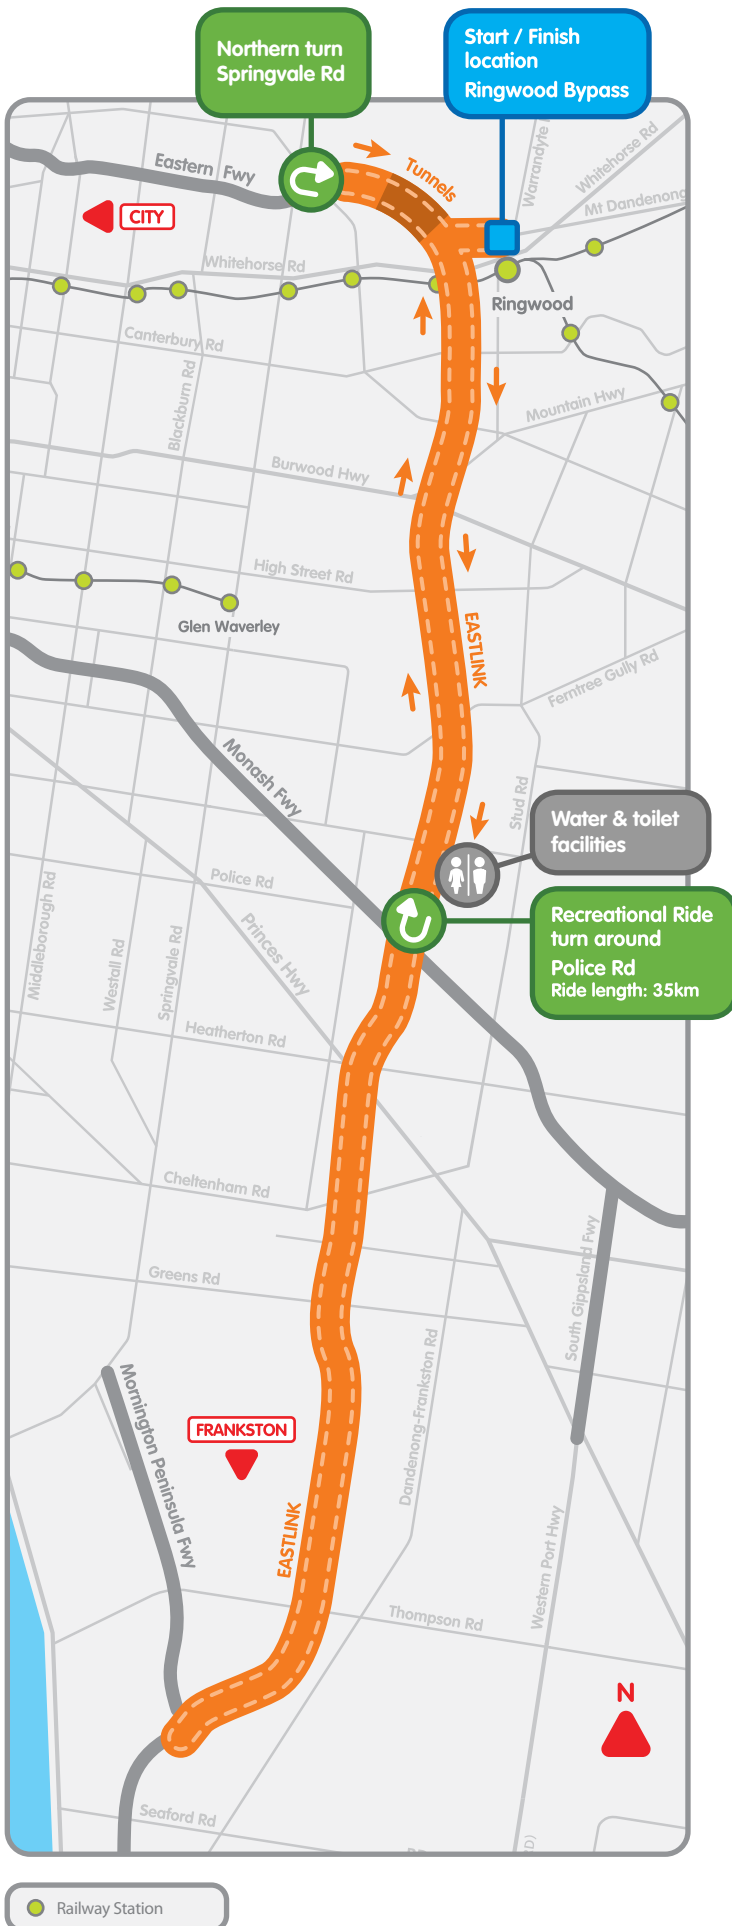 Northern turn
Springvale Rd
Start / Finish
location
Ringwood Bypass
Eastern Fwy
Tunnels
Warrandyte
Whitehorse Rd
Mt Dandenong
CITY
Whitehorse Rd
Ringwood
Canterbury Rd
Blackburn Rd
Mountain Hwy
Burwood Hwy
High Street Rd
Glen Waverley
EASTLINK
Ferntree Gully Rd
Monash Fwy
Stud Rd
Water & toilet
facilities
Police Rd
Recreational Ride
turn around
Police Rd
Ride length: 35km
Middleborough Rd
Westall Rd
Springvale Rd
Princes Hwy
Heatherton Rd
Cheltenham Rd
South Gippsland Fwy
Greens Rd
Dandenong-Frankston Rd
Mornington Peninsula Fwy
FRANKSTON
EASTLINK
Western Port Hwy
Thompson Rd
N
Seaford Rd
Railway Station